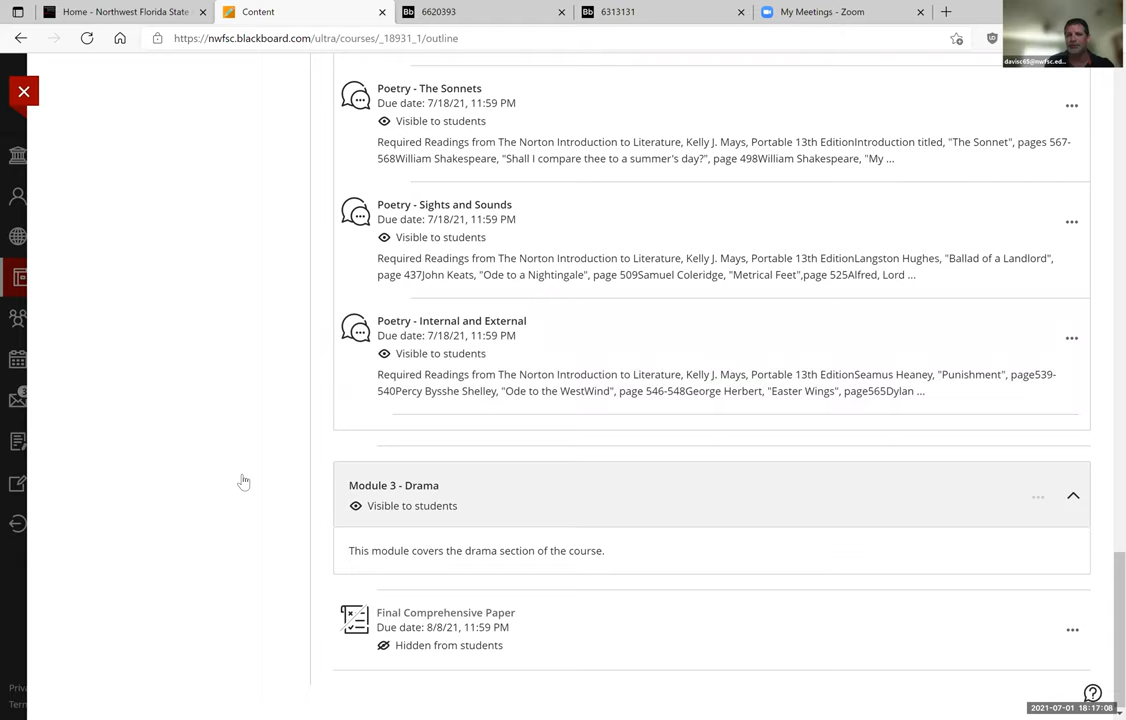 Home - Northwest Florida State
Content
6620393
6313131
My Meetings - Zoom
https://nwfsc.blackboard.com/ultra/courses/_18931_1/outline
davisc65@nwfsc.ed...
Poetry - The Sonnets
Due date: 7/18/21, 11:59 PM
Visible to students
Required Readings from The Norton Introduction to Literature, Kelly J. Mays, Portable 13th EditionIntroduction titled, "The Sonnet", pages 567-
568William Shakespeare, "Shall I compare thee to a summer's day?", page 498William Shakespeare, "My ...
Poetry - Sights and Sounds
Due date: 7/18/21, 11:59 PM
Visible to students
Required Readings from The Norton Introduction to Literature, Kelly J. Mays, Portable 13th EditionLangston Hughes, "Ballad of a Landlord",
page 437John Keats, "Ode to a Nightingale", page 509Samuel Coleridge, "Metrical Feet",page 525Alfred, Lord ...
Poetry - Internal and External
Due date: 7/18/21, 11:59 PM
Visible to students
Required Readings from The Norton Introduction to Literature, Kelly J. Mays, Portable 13th EditionSeamus Heaney, "Punishment", page539-
540Percy Bysshe Shelley, "Ode to the WestWind", page 546-548George Herbert, "Easter Wings", page565Dylan ...
Module 3 - Drama
Visible to students
This module covers the drama section of the course.
Final Comprehensive Paper
Due date: 8/8/21, 11:59 PM
Hidden from students
Priva
Term
2021-07-01 18:17:08